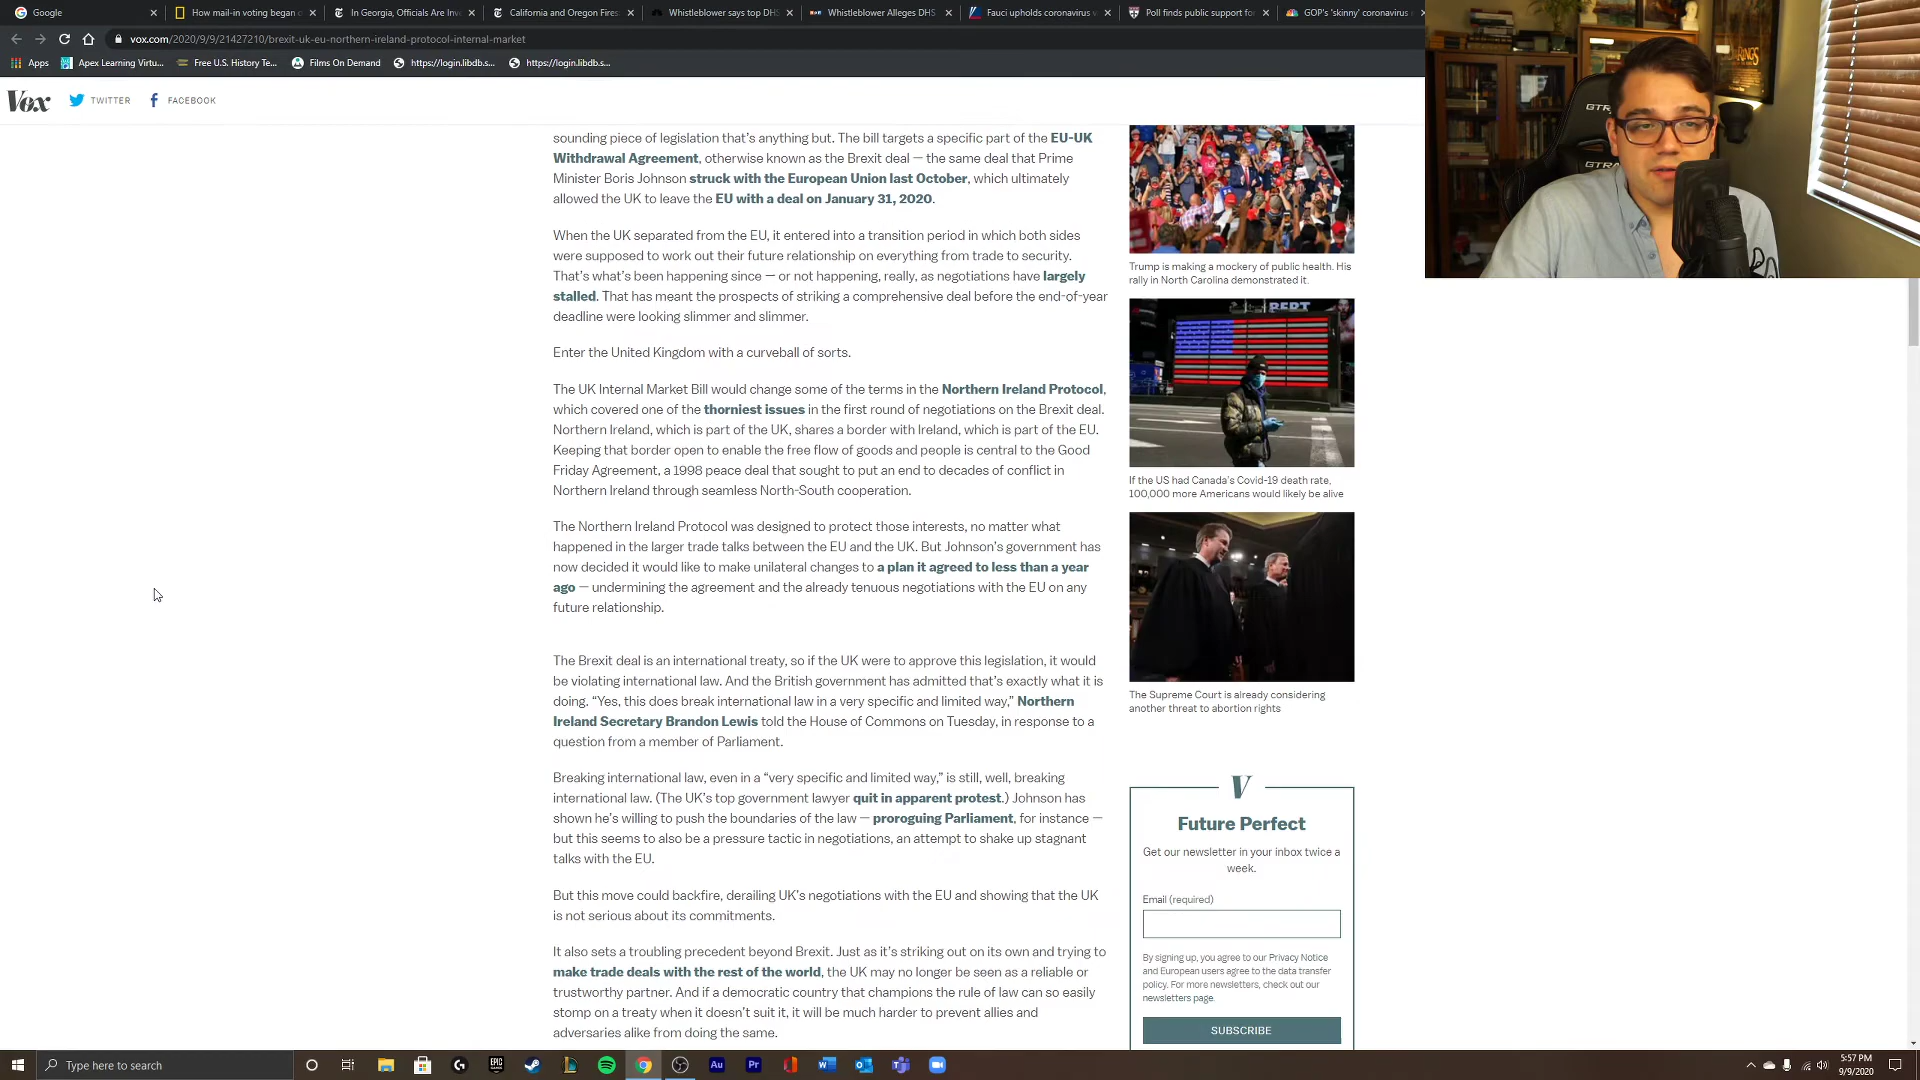 Google
How mail-in voting began o
In Georgia, Officials Are Inve
California and Oregon Fires
Whistleblower says top DHS
Whistleblower Alleges DHS
Fauci upholds coronavirus v
Poll finds public support for
GOP's 'skinny' coronavirus r
vox.com/2020/9/9/21427210/brexit-uk-eu-northern-ireland-protocol-internal-market
Apps
Apex Learning Virtu...
Free U.S. History Te...
Films On Demand
https://login.libdb.s...
https://login.libdb.s...
Vox
TWITTER
FACEBOOK
sounding piece of legislation that's anything but. The bill targets a specific part of the EU-UK
Withdrawal Agreement, otherwise known as the Brexit deal — the same deal that Prime
Minister Boris Johnson struck with the European Union last October, which ultimately
allowed the UK to leave the EU with a deal on January 31, 2020.
When the UK separated from the EU, it entered into a transition period in which both sides
were supposed to work out their future relationship on everything from trade to security.
That's what's been happening since — or not happening, really, as negotiations have largely
stalled. That has meant the prospects of striking a comprehensive deal before the end-of-year
deadline were looking slimmer and slimmer.
Enter the United Kingdom with a curveball of sorts.
The UK Internal Market Bill would change some of the terms in the Northern Ireland Protocol,
which covered one of the thorniest issues in the first round of negotiations on the Brexit deal.
Northern Ireland, which is part of the UK, shares a border with Ireland, which is part of the EU.
Keeping that border open to enable the free flow of goods and people is central to the Good
Friday Agreement, a 1998 peace deal that sought to put an end to decades of conflict in
Northern Ireland through seamless North-South cooperation.
The Northern Ireland Protocol was designed to protect those interests, no matter what
happened in the larger trade talks between the EU and the UK. But Johnson's government has
now decided it would like to make unilateral changes to a plan it agreed to less than a year
ago — undermining the agreement and the already tenuous negotiations with the EU on any
future relationship.
The Brexit deal is an international treaty, so if the UK were to approve this legislation, it would
be violating international law. And the British government has admitted that's exactly what it is
doing. “Yes, this does break international law in a very specific and limited way,” Northern
Ireland Secretary Brandon Lewis told the House of Commons on Tuesday, in response to a
question from a member of Parliament.
Breaking international law, even in a “very specific and limited way,” is still, well, breaking
international law. (The UK's top government lawyer quit in apparent protest.) Johnson has
shown he's willing to push the boundaries of the law — proroguing Parliament, for instance —
but this seems to also be a pressure tactic in negotiations, an attempt to shake up stagnant
talks with the EU.
But this move could backfire, derailing UK's negotiations with the EU and showing that the UK
is not serious about its commitments.
It also sets a troubling precedent beyond Brexit. Just as it's striking out on its own and trying to
make trade deals with the rest of the world, the UK may no longer be seen as a reliable or
trustworthy partner. And if a democratic country that champions the rule of law can so easily
stomp on a treaty when it doesn't suit it, it will be much harder to prevent allies and
adversaries alike from doing the same.
Trump is making a mockery of public health. His
rally in North Carolina demonstrated it.
If the US had Canada's Covid-19 death rate,
100,000 more Americans would likely be alive
The Supreme Court is already considering
another threat to abortion rights
V
Future Perfect
Get our newsletter in your inbox twice a
week.
Email (required)
By signing up, you agree to our Privacy Notice
and European users agree to the data transfer
policy. For more newsletters, check out our
newsletters page.
SUBSCRIBE
Type here to search
EPIC
GAMES
Au
Pr
5:57 PM
9/9/2020